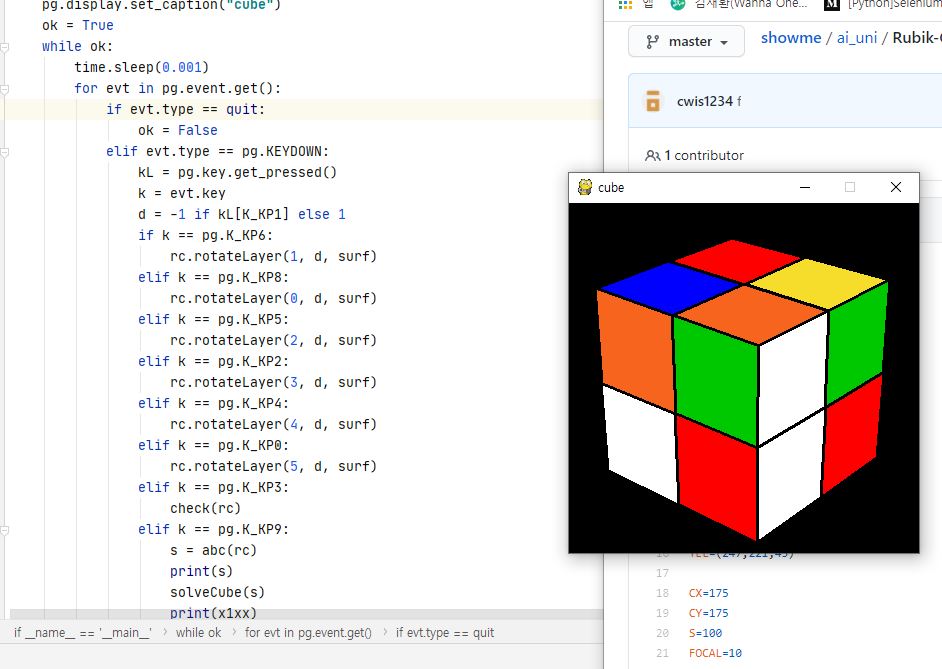 pg.display.set_caption("cube")
ok = True
while ok:
time.sleep(0.001)
for evt in pg.event.get():
if evt.type == quit:
ok = False
elif evt.type == pg.KEYDOWN:
kL = pg.key.get_pressed()
k = evt.key
d = -1 if kL[K_KP1] else 1
if k == pg.K_KP6:
rc.rotateLayer(1, d, surf)
elif k == pg.K_KP8:
rc.rotateLayer(0, d, surf)
elif k == pg.K_KP5:
rc.rotateLayer(2, d, surf)
elif k == pg.K_KP2:
rc.rotateLayer(3, d, surf)
elif k == pg.K_KP4:
rc.rotateLayer(4, d, surf)
elif k == pg.K_KP0:
rc.rotateLayer(5, d, surf)
elif k == pg.K_KP3:
check(rc)
elif k == pg.K_KP9:
s = abc(rc)
print(s)
solveCube(s)
print(x1xx)
if __name__ == '__main__' › while ok › for evt in pg.event.get() › if evt.type == quit
앱 김재환(Wanna One... M [Python]Selenium
master showme / ai_uni / Rubik-
cwis1234 f
1 contributor
cube
16 YEL=(247,221,45)
17
18 CX=175
19 CY=175
20 S=100
21 FOCAL=10